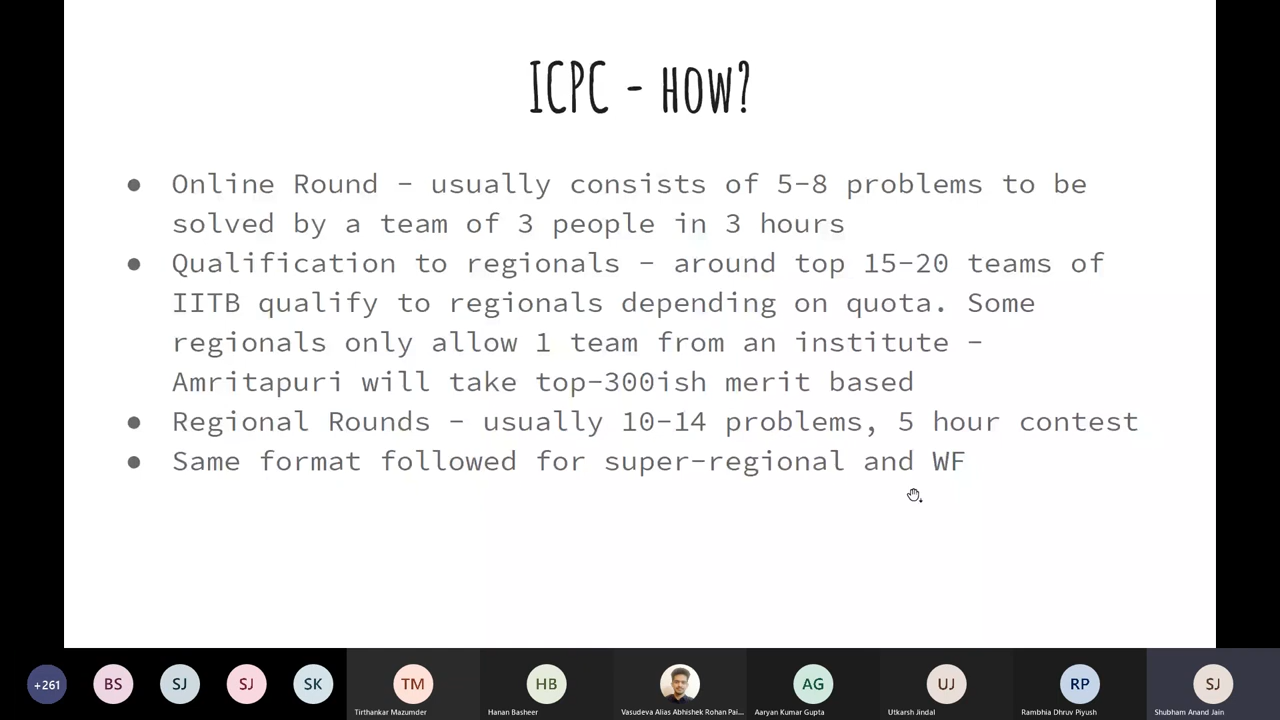 ICPC - HOW?
● Online Round - usually consists of 5-8 problems to be
solved by a team of 3 people in 3 hours
● Qualification to regionals - around top 15-20 teams of
IITB qualify to regionals depending on quota. Some
regionals only allow 1 team from an institute -
Amritapuri will take top-300ish merit based
● Regional Rounds - usually 10-14 problems, 5 hour contest
● Same format followed for super-regional and WF
+261 BS SJ SJ SK TM HB AG UJ RP SJ
Tirthankar Mazumder Hanan Basheer Vasudeva Alias Abhishek Rohan Pai... Aaryan Kumar Gupta Utkarsh Jindal Rambhia Dhruv Piyush Shubham Anand Jain